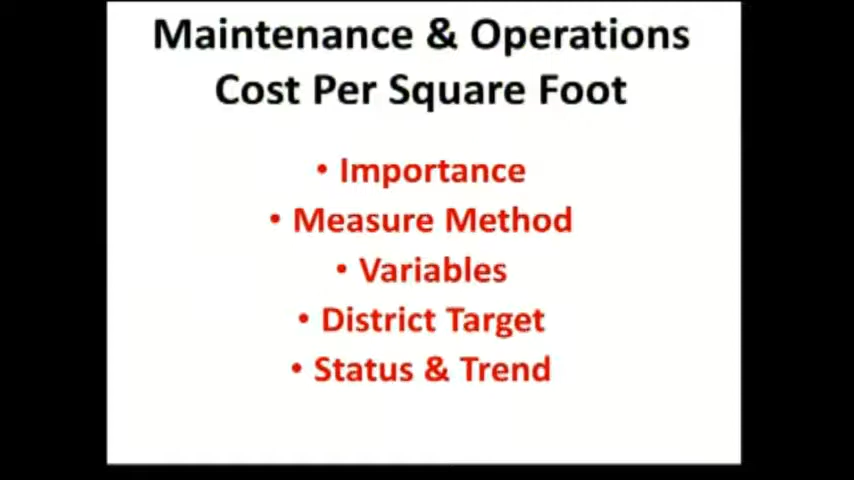 Maintenance & Operations
Cost Per Square Foot
• Importance
• Measure Method
• Variables
• District Target
• Status & Trend